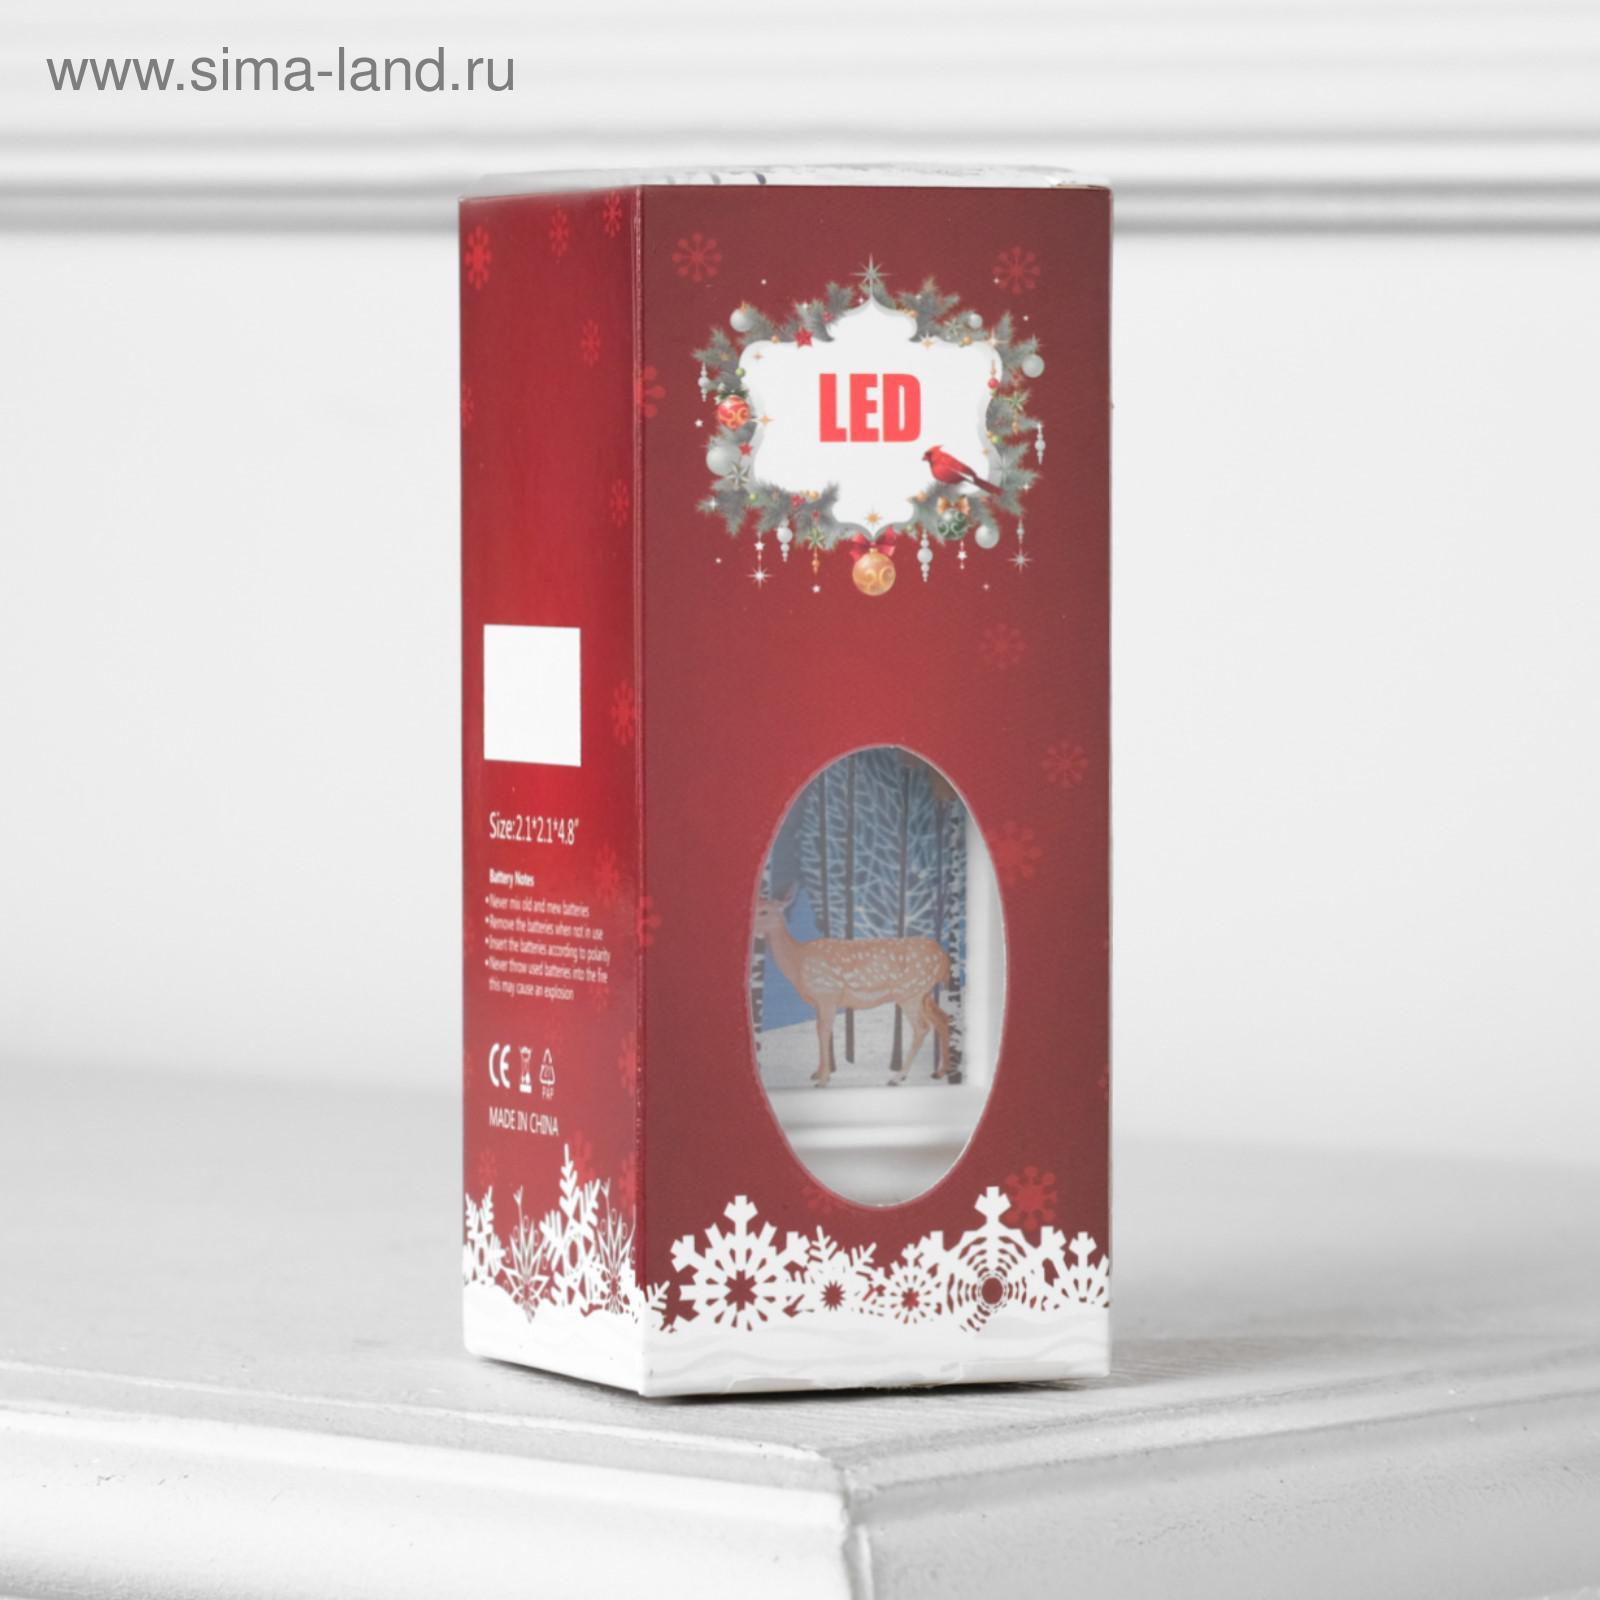 www.sima-land.ru
LED
Size:2.1*2.1*4.8"
Battery Notes
•Never mix old and mew batteries
•Remove the batteries when not in use
•Insert the batteries according to polarity
•Never throw used batteries into the fire
this may cause an explosion
CE
PAP
MADE IN CHINA